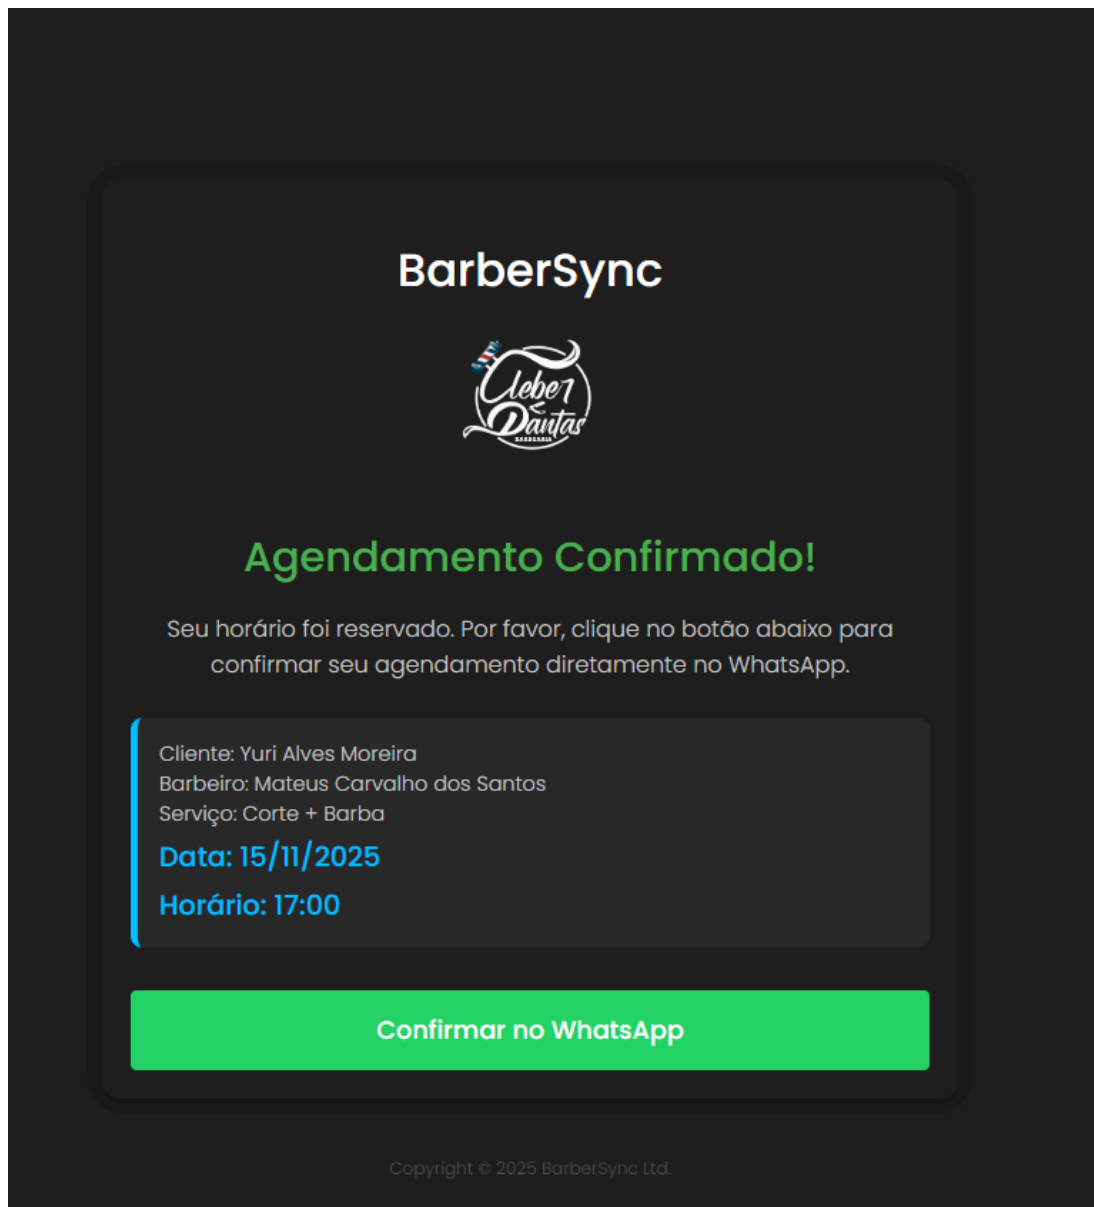 BarberSync
Cleber
Dantas
BARBEARIA
Agendamento Confirmado!
Seu horário foi reservado. Por favor, clique no botão abaixo para
confirmar seu agendamento diretamente no WhatsApp.
Cliente: Yuri Alves Moreira
Barbeiro: Mateus Carvalho dos Santos
Serviço: Corte + Barba
Data: 15/11/2025
Horário: 17:00
Confirmar no WhatsApp
Copyright © 2025 BarberSync Ltd.